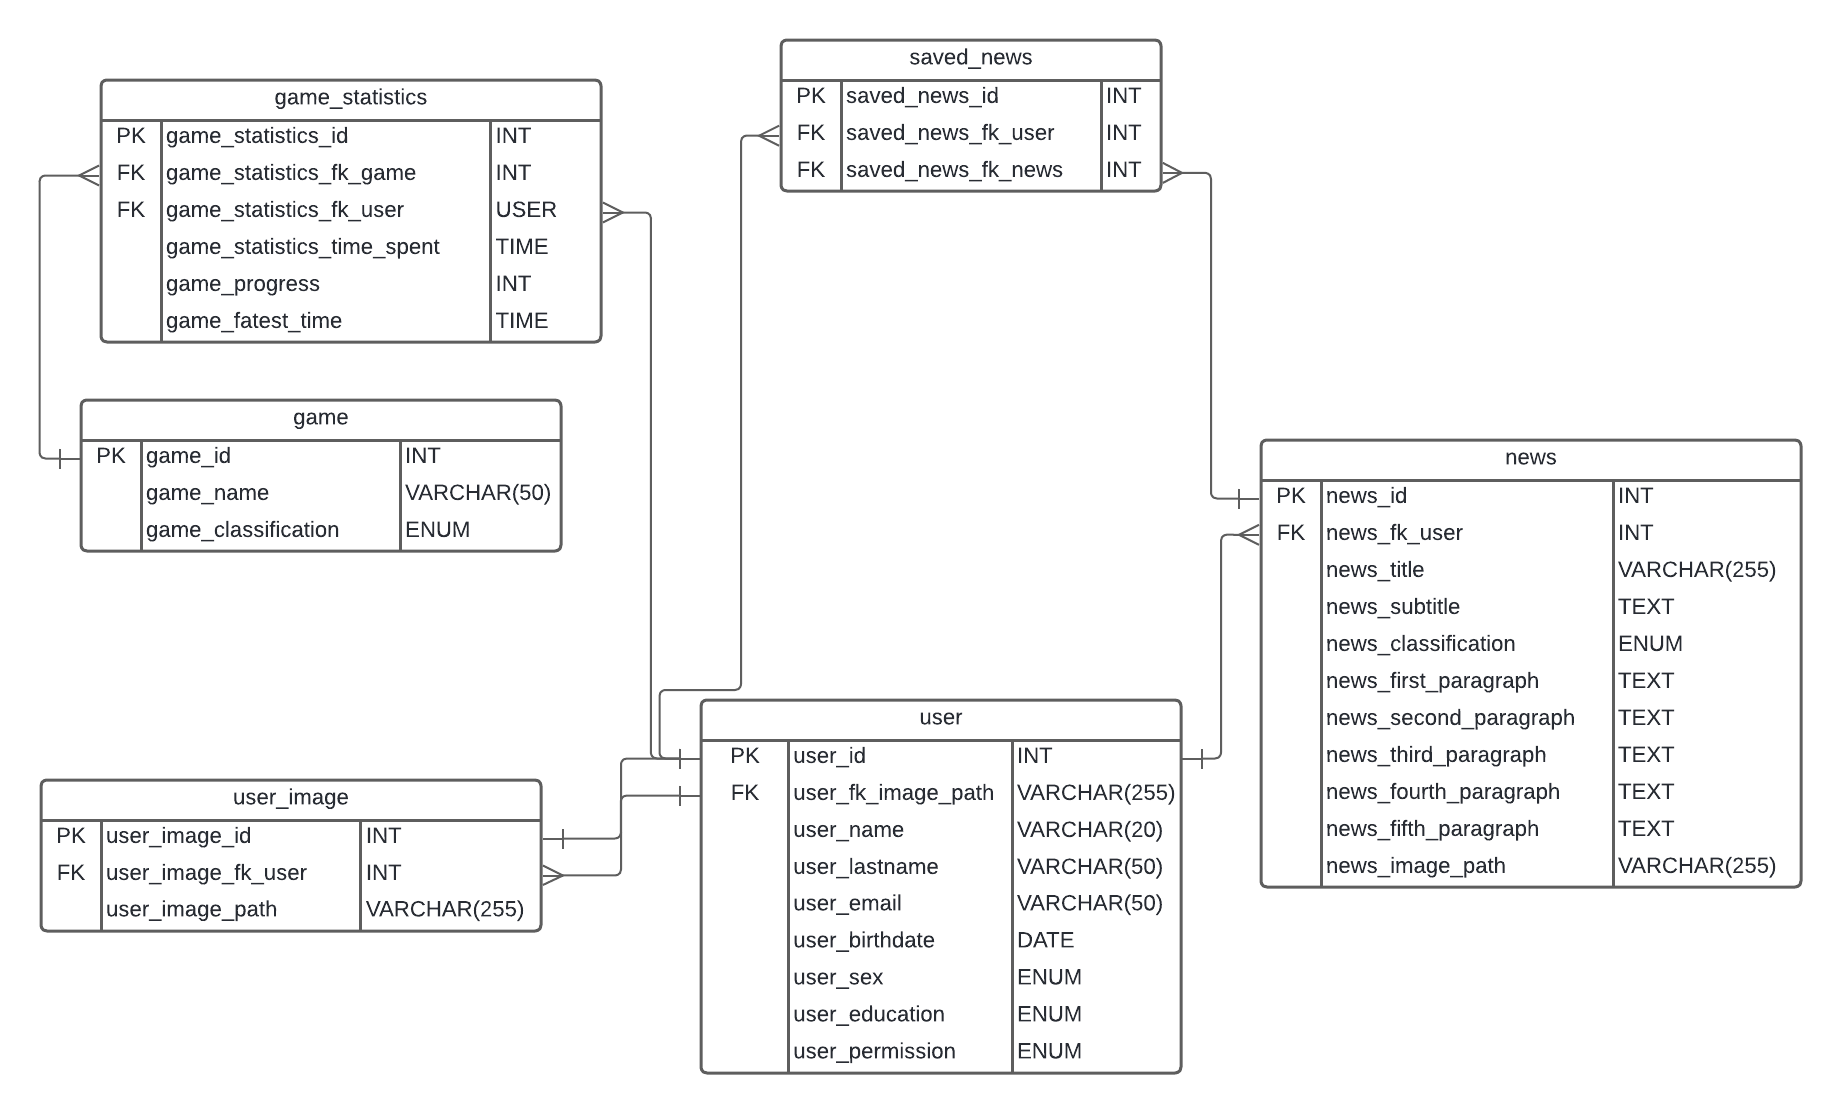 saved_news
PK saved_news_id INT
FK saved_news_fk_user INT
FK saved_news_fk_news INT
game_statistics
PK game_statistics_id INT
FK game_statistics_fk_game INT
FK game_statistics_fk_user USER
game_statistics_time_spent TIME
game_progress INT
game_fatest_time TIME
game
PK game_id INT
game_name VARCHAR(50)
game_classification ENUM
news
PK news_id INT
FK news_fk_user INT
news_title VARCHAR(255)
news_subtitle TEXT
news_classification ENUM
news_first_paragraph TEXT
news_second_paragraph TEXT
news_third_paragraph TEXT
news_fourth_paragraph TEXT
news_fifth_paragraph TEXT
news_image_path VARCHAR(255)
user
PK user_id INT
FK user_fk_image_path VARCHAR(255)
user_name VARCHAR(20)
user_lastname VARCHAR(50)
user_email VARCHAR(50)
user_birthdate DATE
user_sex ENUM
user_education ENUM
user_permission ENUM
user_image
PK user_image_id INT
FK user_image_fk_user INT
user_image_path VARCHAR(255)